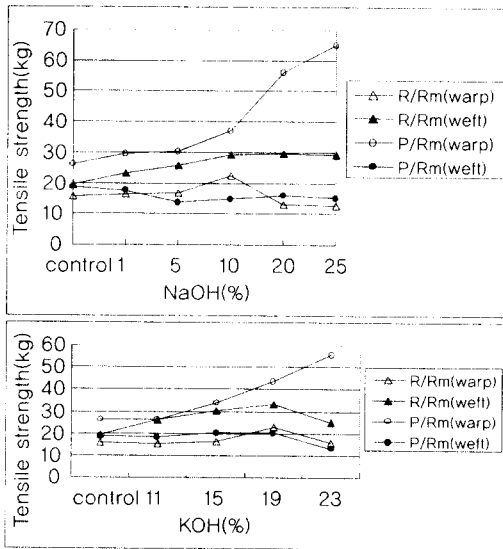 Tensile strength(kg)
70
60
50
40
30
20
10
0
control 1 5 10 20 25
NaOH(%)
R/Rm(warp)
R/Rm(weft)
P/Rm(warp)
P/Rm(weft)
Tensile strength(kg)
60
50
40
30
20
10
0
control 11 15 19 23
KOH(%)
R/Rm(warp)
R/Rm(weft)
P/Rm(warp)
P/Rm(weft)